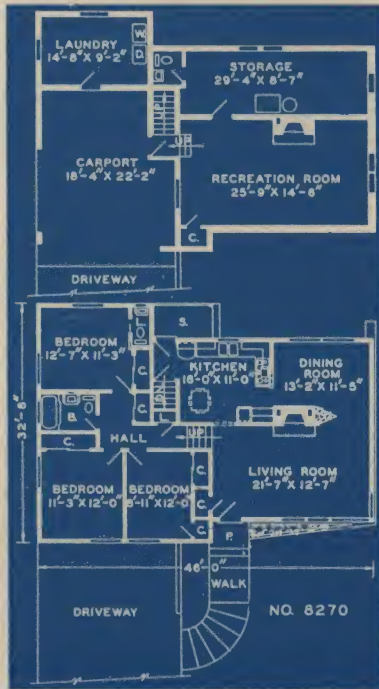 LAUNDRY
14'-8" X 9'-2"
W.
D.
STORAGE
29'-4" X 8'-7"
UP
UP
CARPORT
18'-4" X 22'-2"
RECREATION ROOM
25'-9" X 14'-6"
C.
DRIVEWAY
BEDROOM
12'-7" X 11'-3"
C.
C.
S.
KITCHEN
16'-0" X 11'-0"
DINING
ROOM
13'-2" X 11'-5"
32'-8"
B.
C.
HALL
UP
C.
C.
C.
LIVING ROOM
21'-7" X 12'-7"
BEDROOM
11'-3" X 12'-0"
BEDROOM
8'-11" X 12'-0"
P.
46'-0"
WALK
DRIVEWAY
NO. 8270